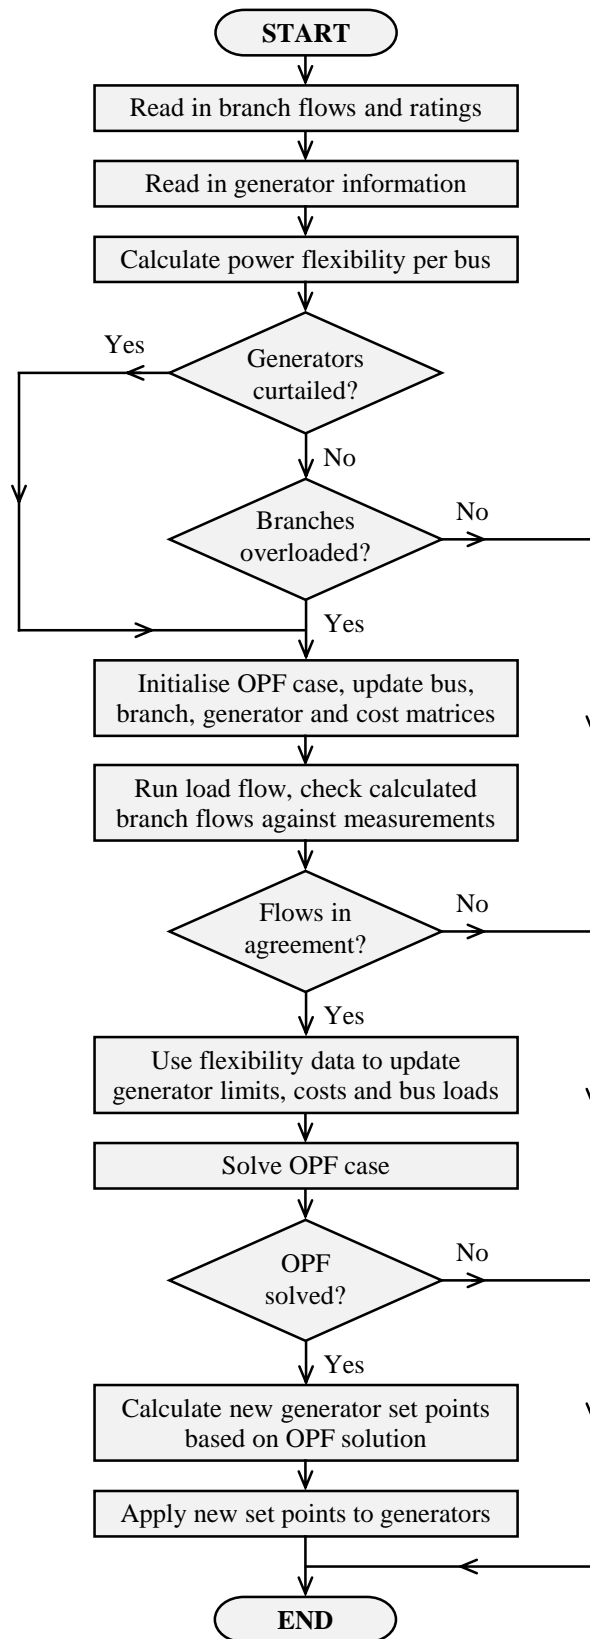 START
Read in branch flows and ratings
Read in generator information
Calculate power flexibility per bus
Yes
Generators
curtailed?
No
Branches
overloaded?
No
Yes
Initialise OPF case, update bus,
branch, generator and cost matrices
Run load flow, check calculated
branch flows against measurements
Flows in
agreement?
No
Yes
Use flexibility data to update
generator limits, costs and bus loads
Solve OPF case
OPF
solved?
No
Yes
Calculate new generator set points
based on OPF solution
Apply new set points to generators
END